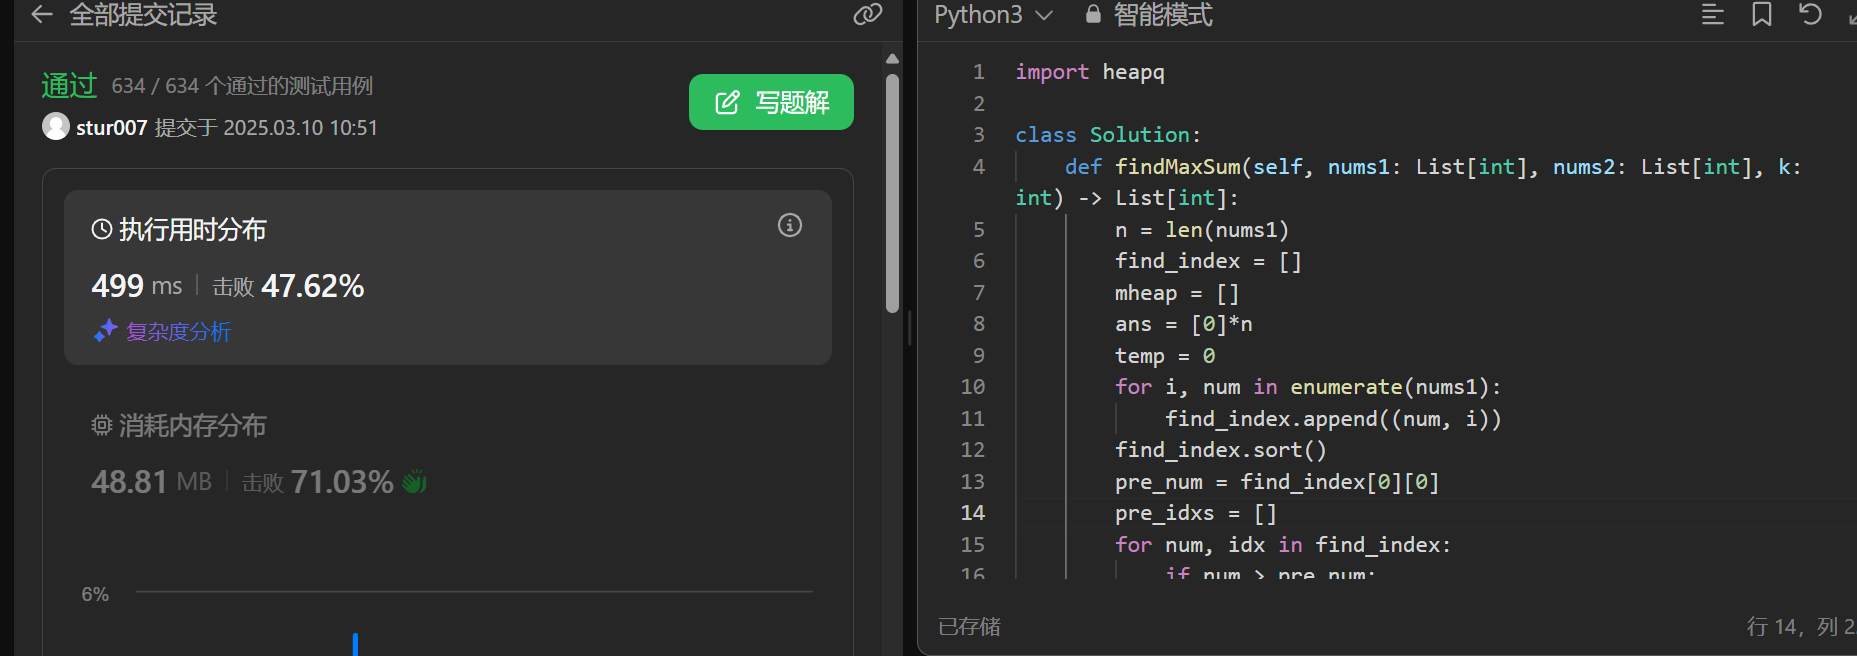 全部提交记录
通过 634 / 634 个通过的测试用例
写题解
stur007 提交于 2025.03.10 10:51
执行用时分布
499 ms 击败 47.62%
复杂度分析
消耗内存分布
48.81 MB 击败 71.03%
6%
Python3 智能模式
1 import heapq
2
3 class Solution:
4 def findMaxSum(self, nums1: List[int], nums2: List[int], k:
int) -> List[int]:
5 n = len(nums1)
6 find_index = []
7 mheap = []
8 ans = [0]*n
9 temp = 0
10 for i, num in enumerate(nums1):
11 find_index.append((num, i))
12 find_index.sort()
13 pre_num = find_index[0][0]
14 pre_idxs = []
15 for num, idx in find_index:
16 if num > pre_num:
已存储
行 14, 列 2